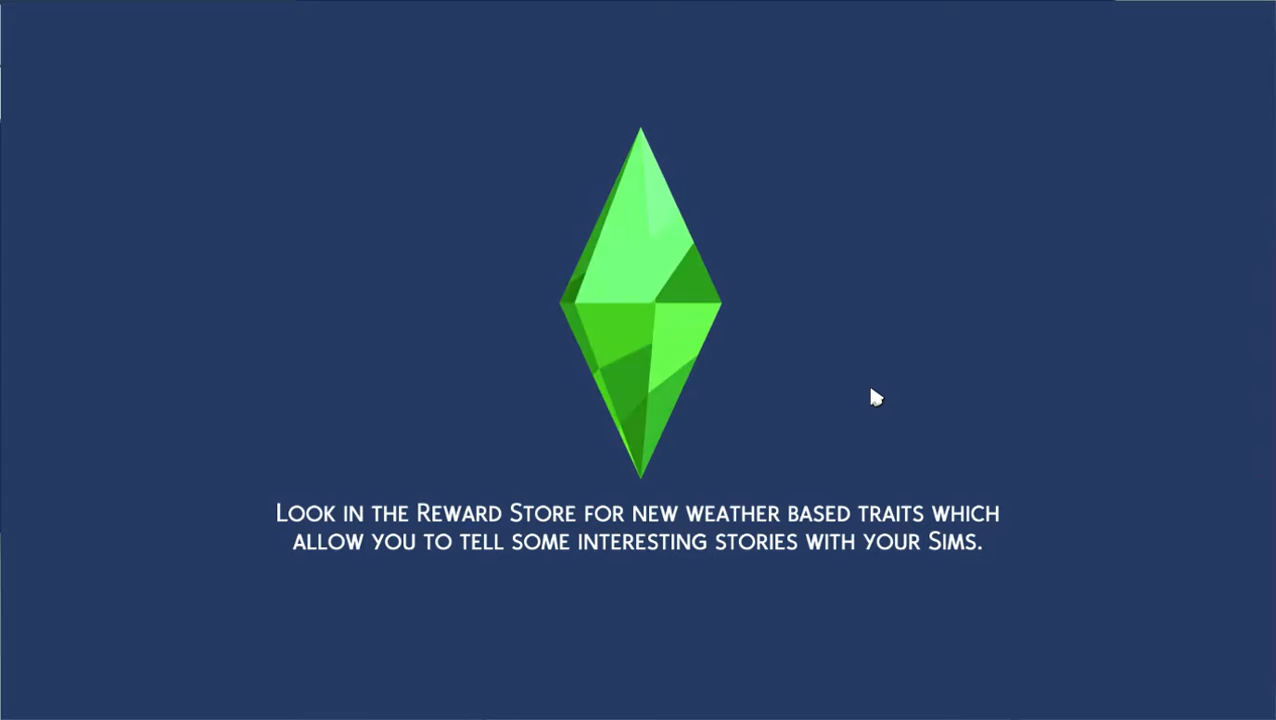 Look in the Reward Store for new weather based traits which
allow you to tell some interesting stories with your Sims.